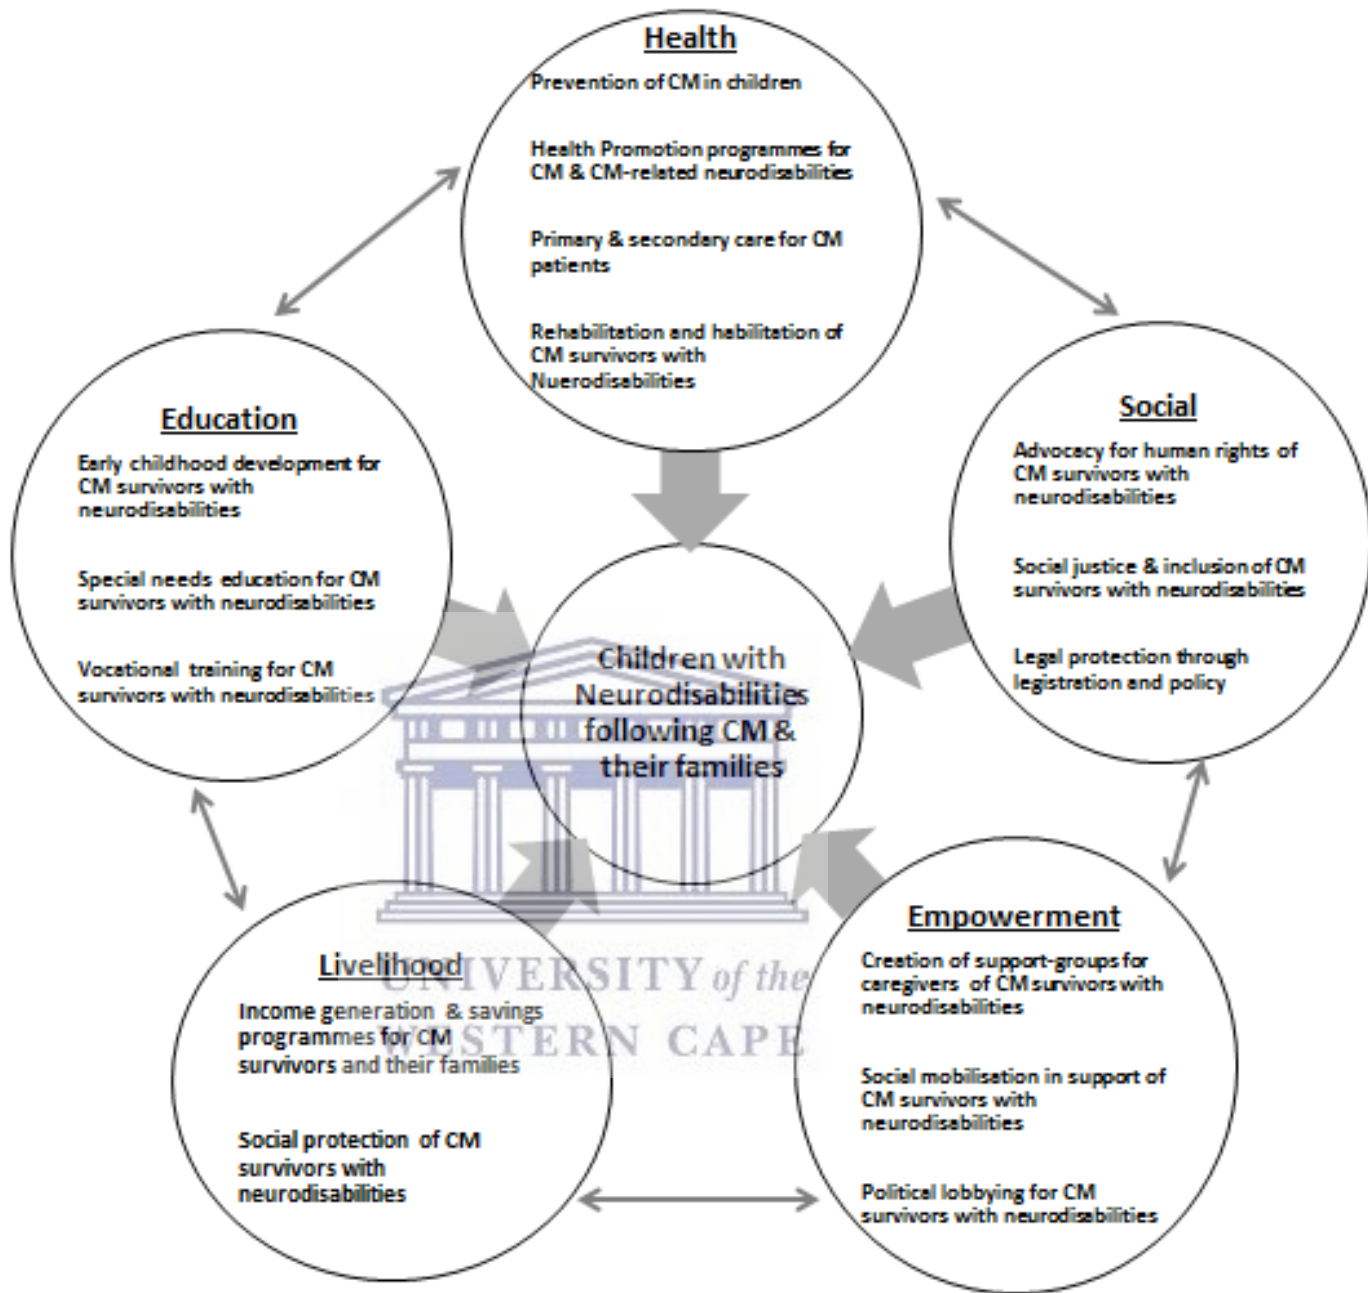 Health
Prevention of CM in children
Health Promotion programmes for
CM & CM-related neurodisabilities
Primary & secondary care for CM
patients
Rehabilitation and habilitation of
CM survivors with
Nuerodisabilities
Education
Early childhood development for
CM survivors with
neurodisabilities
Special needs education for CM
survivors with neurodisabilities
Vocational training for CM
survivors with neurodisabilities
Social
Advocacy for human rights of
CM survivors with
neurodisabilities
Social justice & inclusion of CM
survivors with neurodisabilities
Legal protection through
legistration and policy
Children with
Neurodisabilities
following CM &
their families
Livelihood
Income generation & savings
programmes for CM
survivors and their families
Social protection of CM
survivors with
neurodisabilities
Empowerment
Creation of support-groups for
caregivers of CM survivors with
neurodisabilities
Social mobilisation in support of
CM survivors with
neurodisabilities
Political lobbying for CM
survivors with neurodisabilities
UNIVERSITY of the
WESTERN CAPE